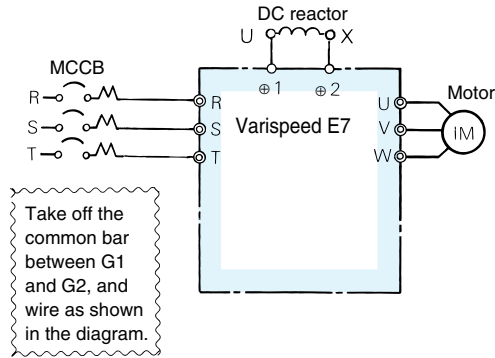 DC reactor
U X
MCCB
⊕1 ⊕2
R R U Motor
S S Varispeed E7 V IM
T T W
Take off the
common bar
between G1
and G2, and
wire as shown
in the diagram.